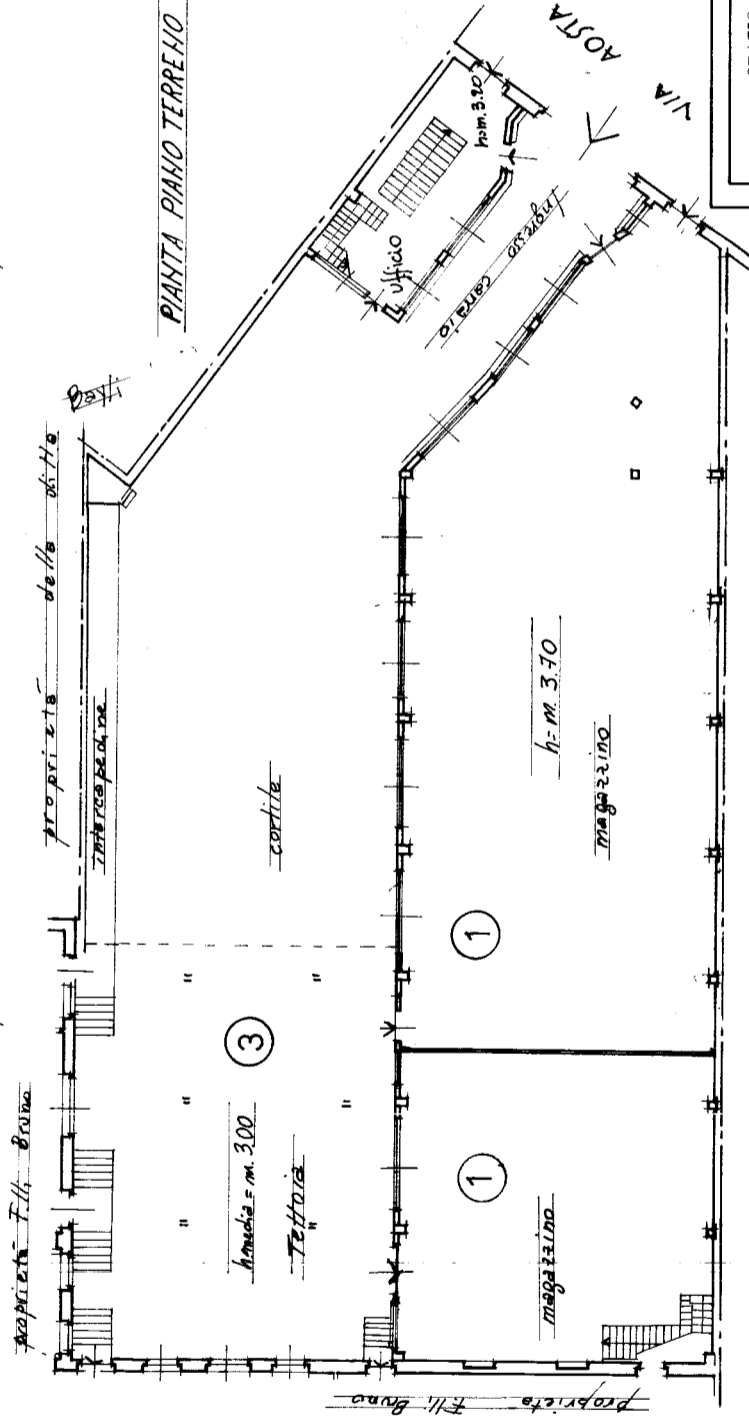 PIANTA PIANO TERRENO
proprietà della ditta
proprietà F.lli Bruno
intercapedine
cortile
ufficio
h=m. 3.20
ingresso carraio
VIA AOSTA
3
hmedia = m. 3.00
Tettoia
1
h= m. 3.70
magazzino
1
magazzino
proprietà F.lli Bruno